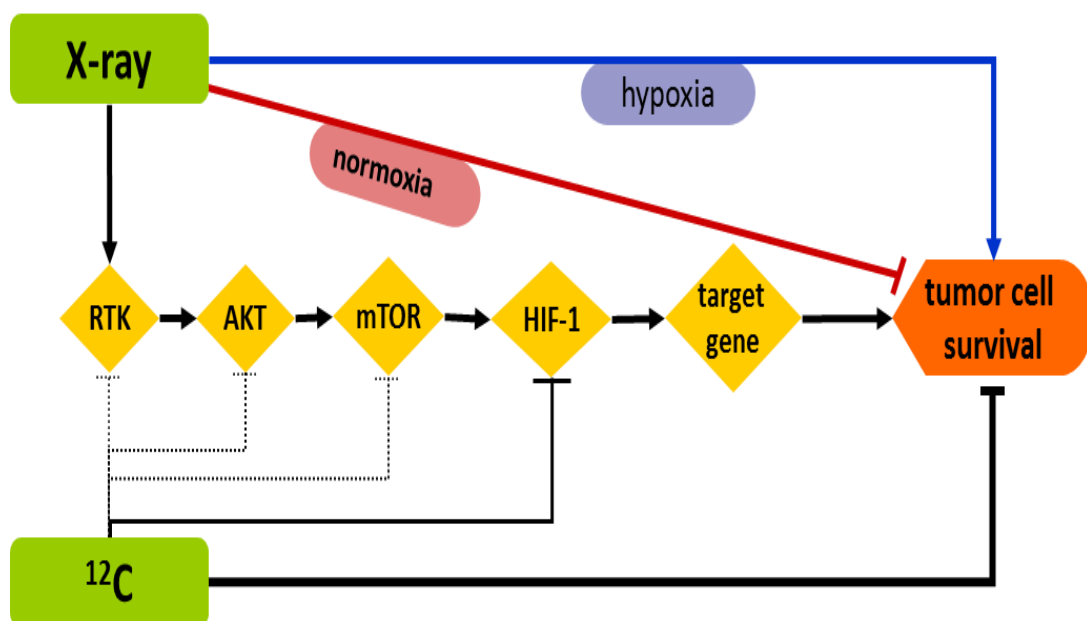 X-ray
hypoxia
normoxia
RTK
AKT
mTOR
HIF-1
target
gene
tumor cell
survival
¹²C